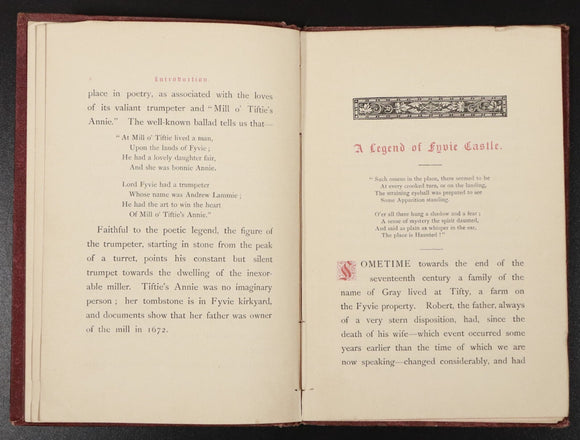 Introduction.
place in poetry, as associated with the loves
of its valiant trumpeter and "Mill o' Tiftie's
Annie." The well-known ballad tells us that—
"At Mill o' Tiftie lived a man,
Upon the lands of Fyvie;
He had a lovely daughter fair,
And she was bonnie Annie.
Lord Fyvie had a trumpeter
Whose name was Andrew Lammie;
He had the art to win the heart
Of Mill o' Tiftie's Annie."
Faithful to the poetic legend, the figure of
the trumpeter, starting in stone from the peak
of a turret, points his constant but silent
trumpet towards the dwelling of the inexor-
able miller. Tiftie's Annie was no imaginary
person; her tombstone is in Fyvie kirkyard,
and documents show that her father was owner
of the mill in 1672.
A Legend of Fyvie Castle.
"Such omens in the place, there seemed to be
At every crooked turn, or on the landing,
The straining eyeball was prepared to see
Some Apparition standing.
O'er all there hung a shadow and a fear;
A sense of mystery the spirit daunted,
And said as plain as whisper in the ear,
The place is Haunted!"
SOMETIME towards the end of the
seventeenth century a family of the
name of Gray lived at Tifty, a farm on
the Fyvie property. Robert, the father, always
of a very stern disposition, had, since the
death of his wife—which event occurred some
years earlier than the time of which we are
now speaking—changed considerably, and had